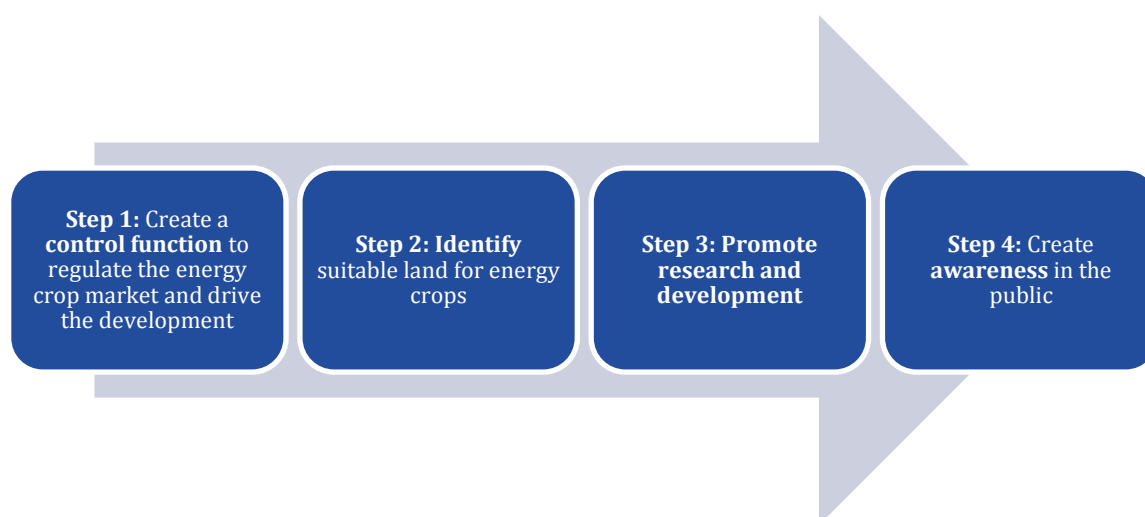 Step 1: Create a
control function to
regulate the energy
crop market and drive
the development
Step 2: Identify
suitable land for energy
crops
Step 3: Promote
research and
development
Step 4: Create
awareness in the
public